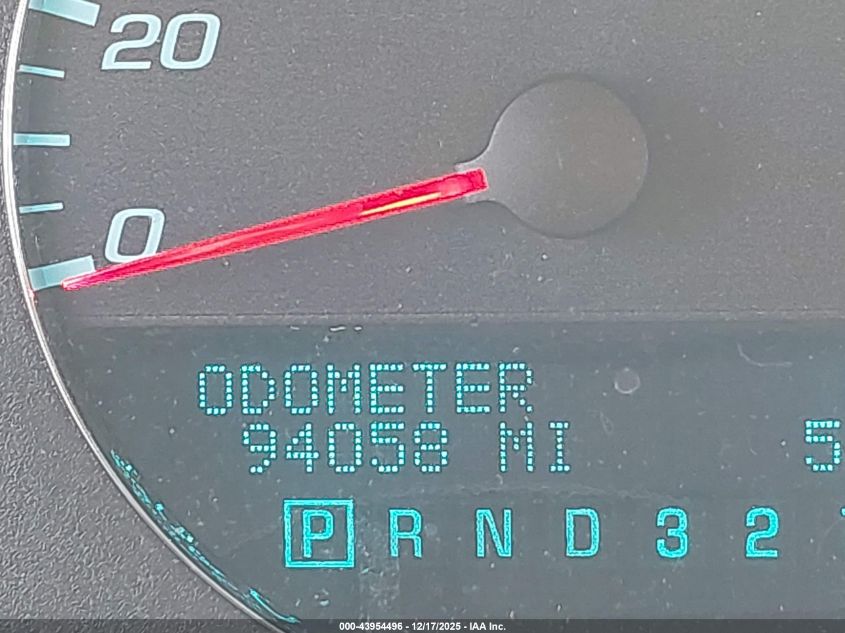 20
0
ODOMETER
94058 MI 5
P R N D 3 2
000-43954496 - 12/17/2025 - IAA Inc.